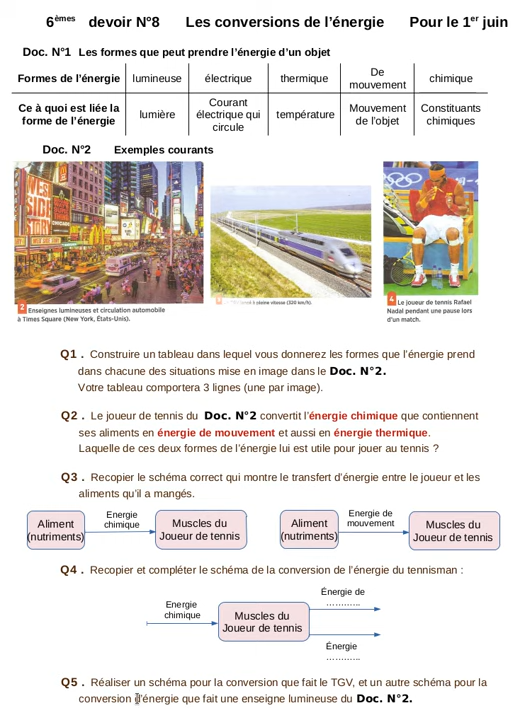 6èmes devoir N°8 Les conversions de l'énergie Pour le 1er juin
Doc. N°1 Les formes que peut prendre l'énergie d'un objet
Formes de l'énergie lumineuse électrique thermique De mouvement chimique
Ce à quoi est liée la forme de l'énergie lumière Courant électrique qui circule température Mouvement de l'objet Constituants chimiques
Doc. N°2 Exemples courants
WEST
SIDE
STORY
2 Enseignes lumineuses et circulation automobile
à Times Square (New York, États-Unis).
à pleine vitesse (320 km/h).
4 Le joueur de tennis Rafael
Nadal pendant une pause lors
d'un match.
Q1 . Construire un tableau dans lequel vous donnerez les formes que l'énergie prend
dans chacune des situations mise en image dans le Doc. N°2.
Votre tableau comportera 3 lignes (une par image).
Q2 . Le joueur de tennis du Doc. N°2 convertit l'énergie chimique que contiennent
ses aliments en énergie de mouvement et aussi en énergie thermique.
Laquelle de ces deux formes de l'énergie lui est utile pour jouer au tennis ?
Q3 . Recopier le schéma correct qui montre le transfert d'énergie entre le joueur et les
aliments qu'il a mangés.
Aliment
(nutriments)
Energie
chimique
Muscles du
Joueur de tennis
Aliment
(nutriments)
Energie de
mouvement
Muscles du
Joueur de tennis
Q4 . Recopier et compléter le schéma de la conversion de l'énergie du tennisman :
Energie
chimique
Muscles du
Joueur de tennis
Énergie de
............
Énergie
............
Q5 . Réaliser un schéma pour la conversion que fait le TGV, et un autre schéma pour la
conversion d'énergie que fait une enseigne lumineuse du Doc. N°2.